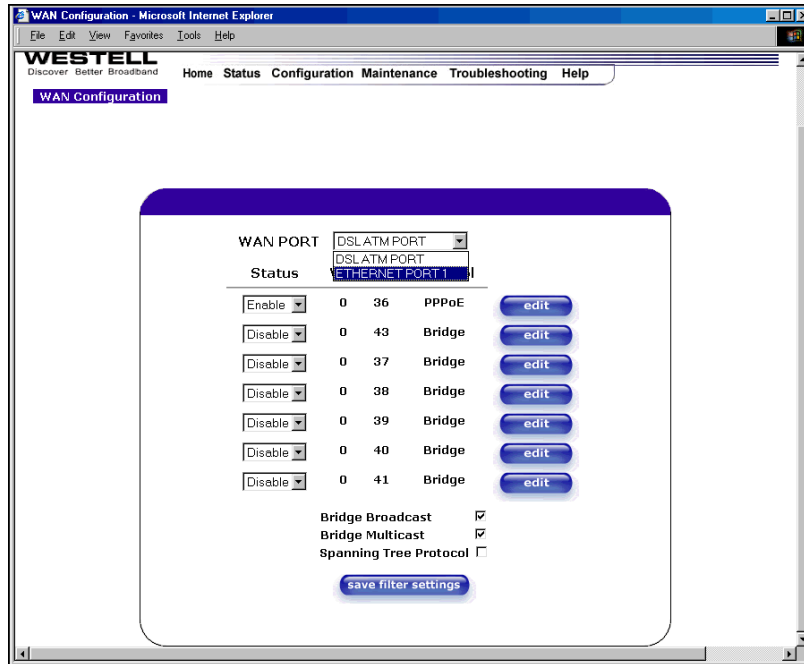 WAN Configuration - Microsoft Internet Explorer
File Edit View Favorites Tools Help
WESTELL
Discover Better Broadband
Home Status Configuration Maintenance Troubleshooting Help
WAN Configuration
WAN PORT DSL ATM PORT
DSL ATM PORT
Status ETHERNET PORT 1
Enable 0 36 PPPoE edit
Disable 0 43 Bridge edit
Disable 0 37 Bridge edit
Disable 0 38 Bridge edit
Disable 0 39 Bridge edit
Disable 0 40 Bridge edit
Disable 0 41 Bridge edit
Bridge Broadcast
Bridge Multicast
Spanning Tree Protocol
save filter settings